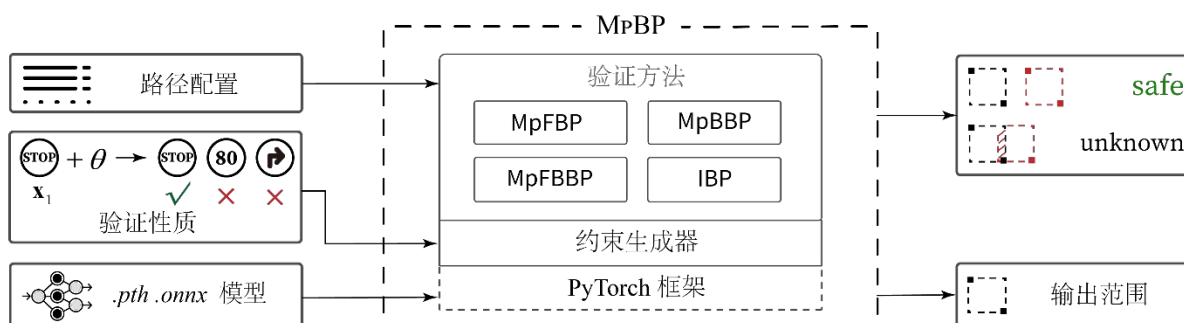 MPBP
路径配置
STOP + θ → STOP 80
x₁ √ × ×
验证性质
.pth .onnx 模型
验证方法
MpFBP
MpBBP
MpFBBP
IBP
约束生成器
PyTorch 框架
safe
unknown
输出范围